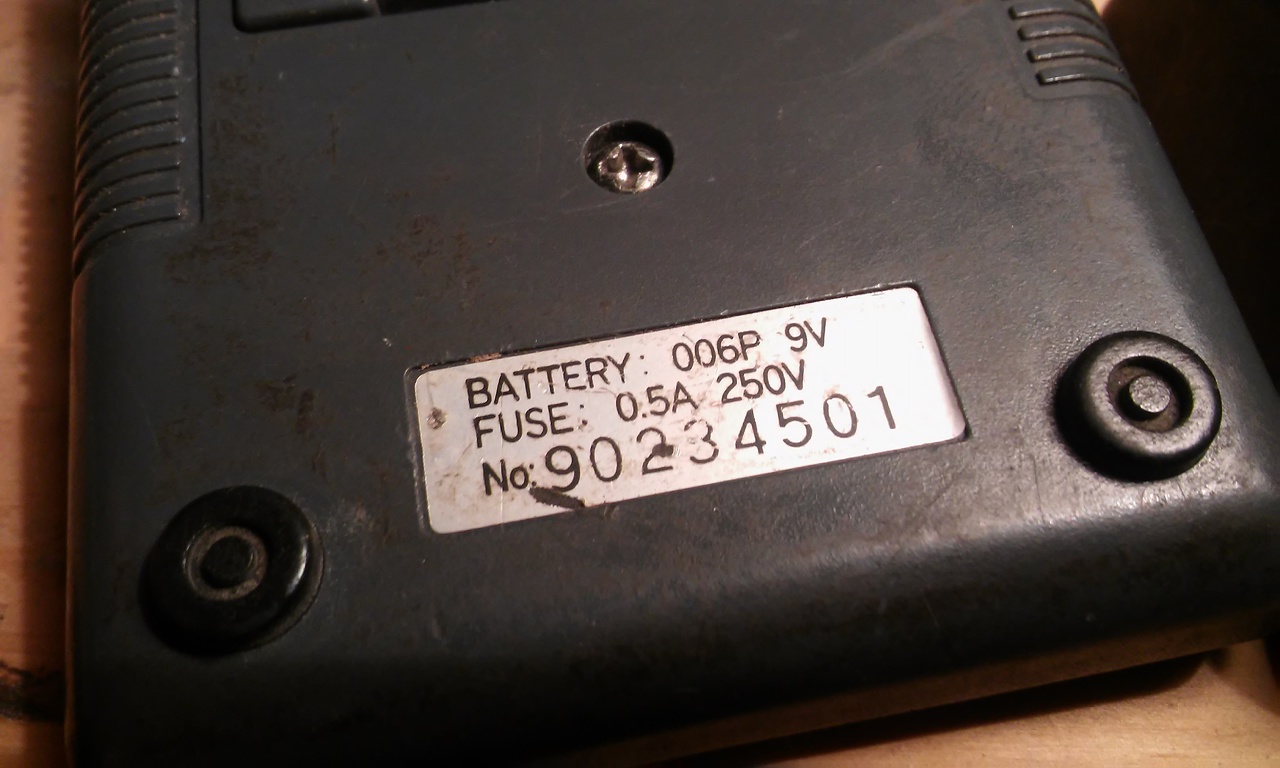 BATTERY: 006P 9V
FUSE: 0.5A 250V
No: 90234501